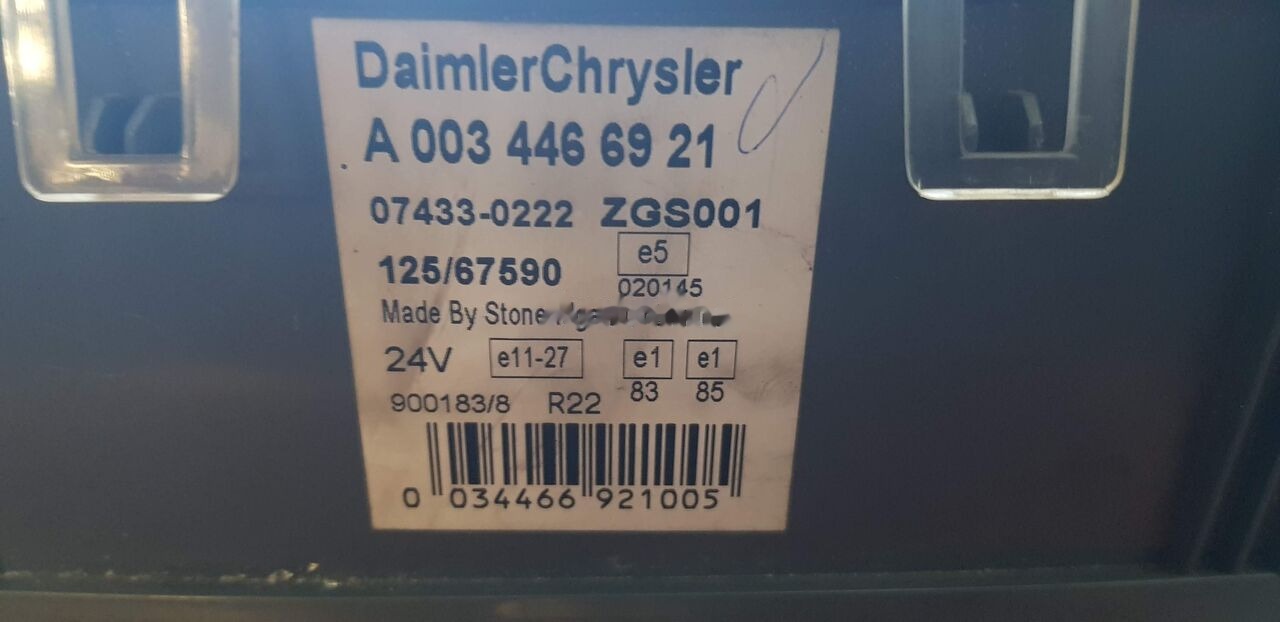 DaimlerChrysler
A 003 446 69 21
07433-0222 ZGS001
e5
125/67590
020145
Made By Stone
24V e11-27 e1 e1
83 85
900183/8 R22
0 034466 921005